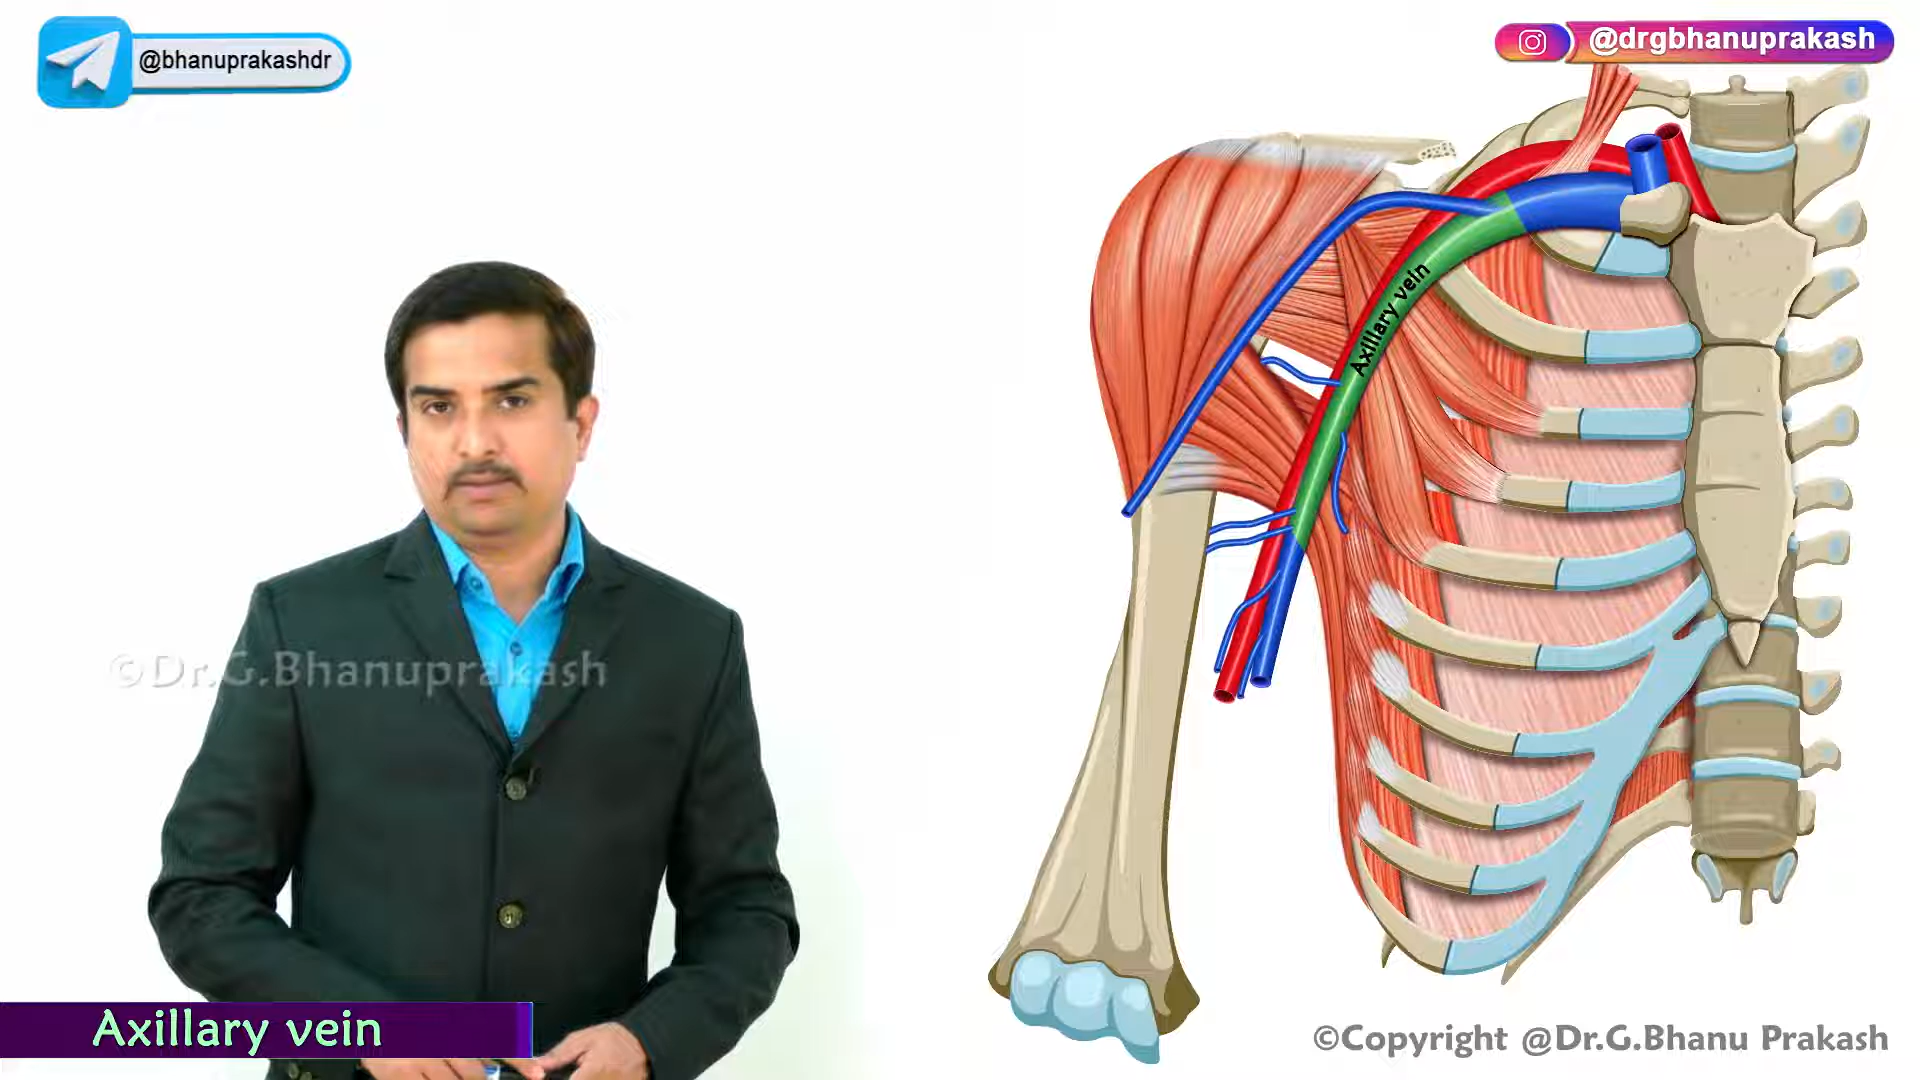 @bhanuprakashdr
@drgbhanuprakash
Axillary vein
©Dr.G.Bhanuprakash
Axillary vein
©Copyright @Dr.G.Bhanu Prakash